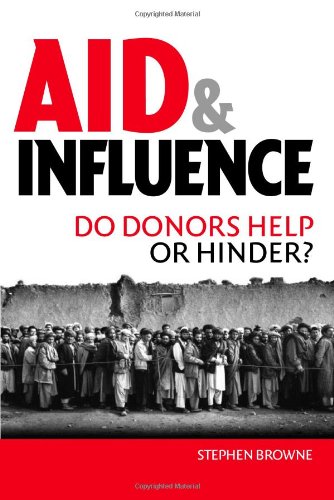 AID &
INFLUENCE
DO DONORS HELP
OR HINDER?
STEPHEN BROWNE